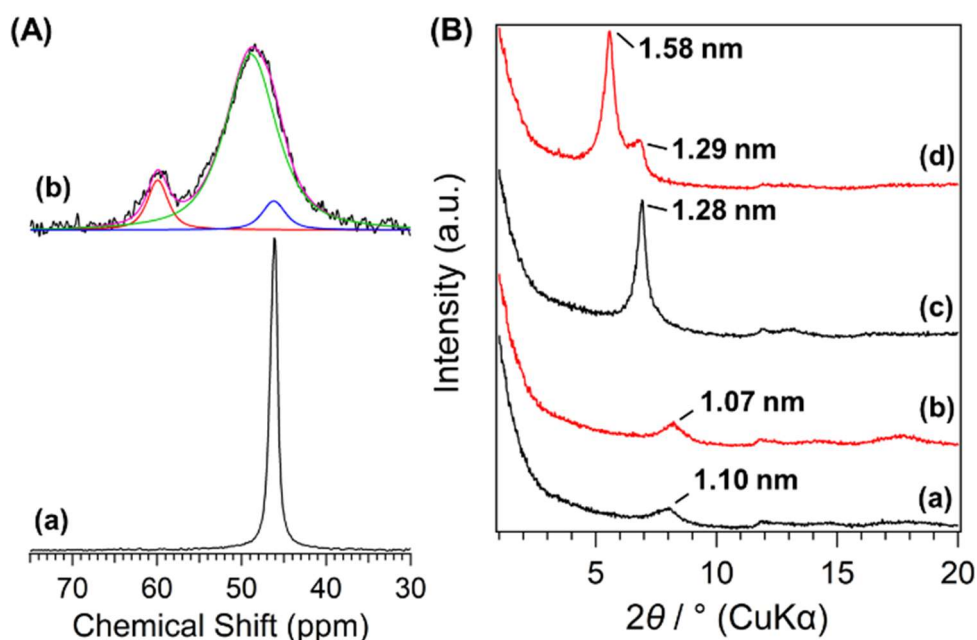 (A)
(b)
(a)
70 60 50 40 30
Chemical Shift (ppm)
(B)
Intensity (a.u.)
1.58 nm
1.29 nm
(d)
1.28 nm
(c)
1.07 nm
(b)
1.10 nm
(a)
5 10 15 20
2θ / ° (CuKα)